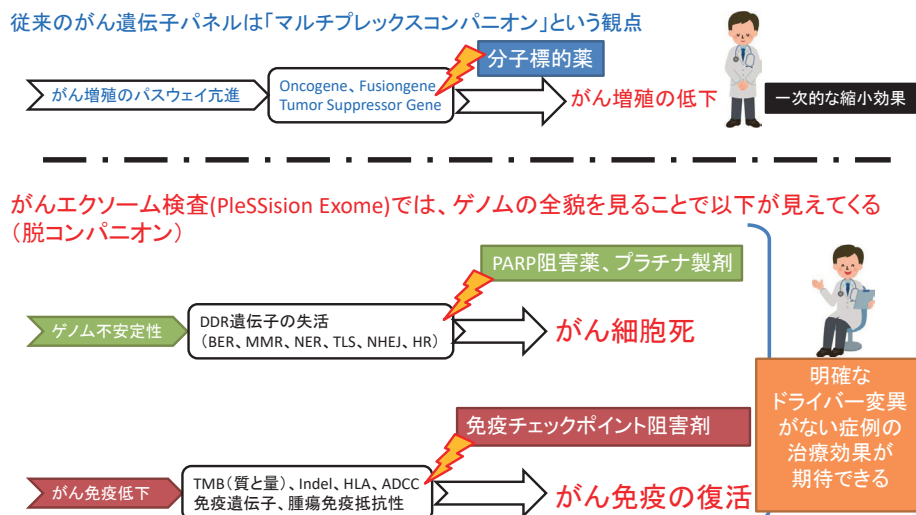 従来のがん遺伝子パネルは「マルチプレックスコンパニオン」という観点
分子標的薬
がん増殖のパスウェイ亢進
Oncogene、Fusiongene
Tumor Suppressor Gene
がん増殖の低下
一次的な縮小効果
がんエクソーム検査(PleSSision Exome)では、ゲノムの全貌を見ることで以下が見えてくる
(脱コンパニオン)
PARP阻害薬、プラチナ製剤
ゲノム不安定性
DDR遺伝子の失活
(BER、MMR、NER、TLS、NHEJ、HR)
がん細胞死
免疫チェックポイント阻害剤
がん免疫低下
TMB(質と量)、Indel、HLA、ADCC
免疫遺伝子、腫瘍免疫抵抗性
がん免疫の復活
明確な
ドライバー変異
がない症例の
治療効果が
期待できる